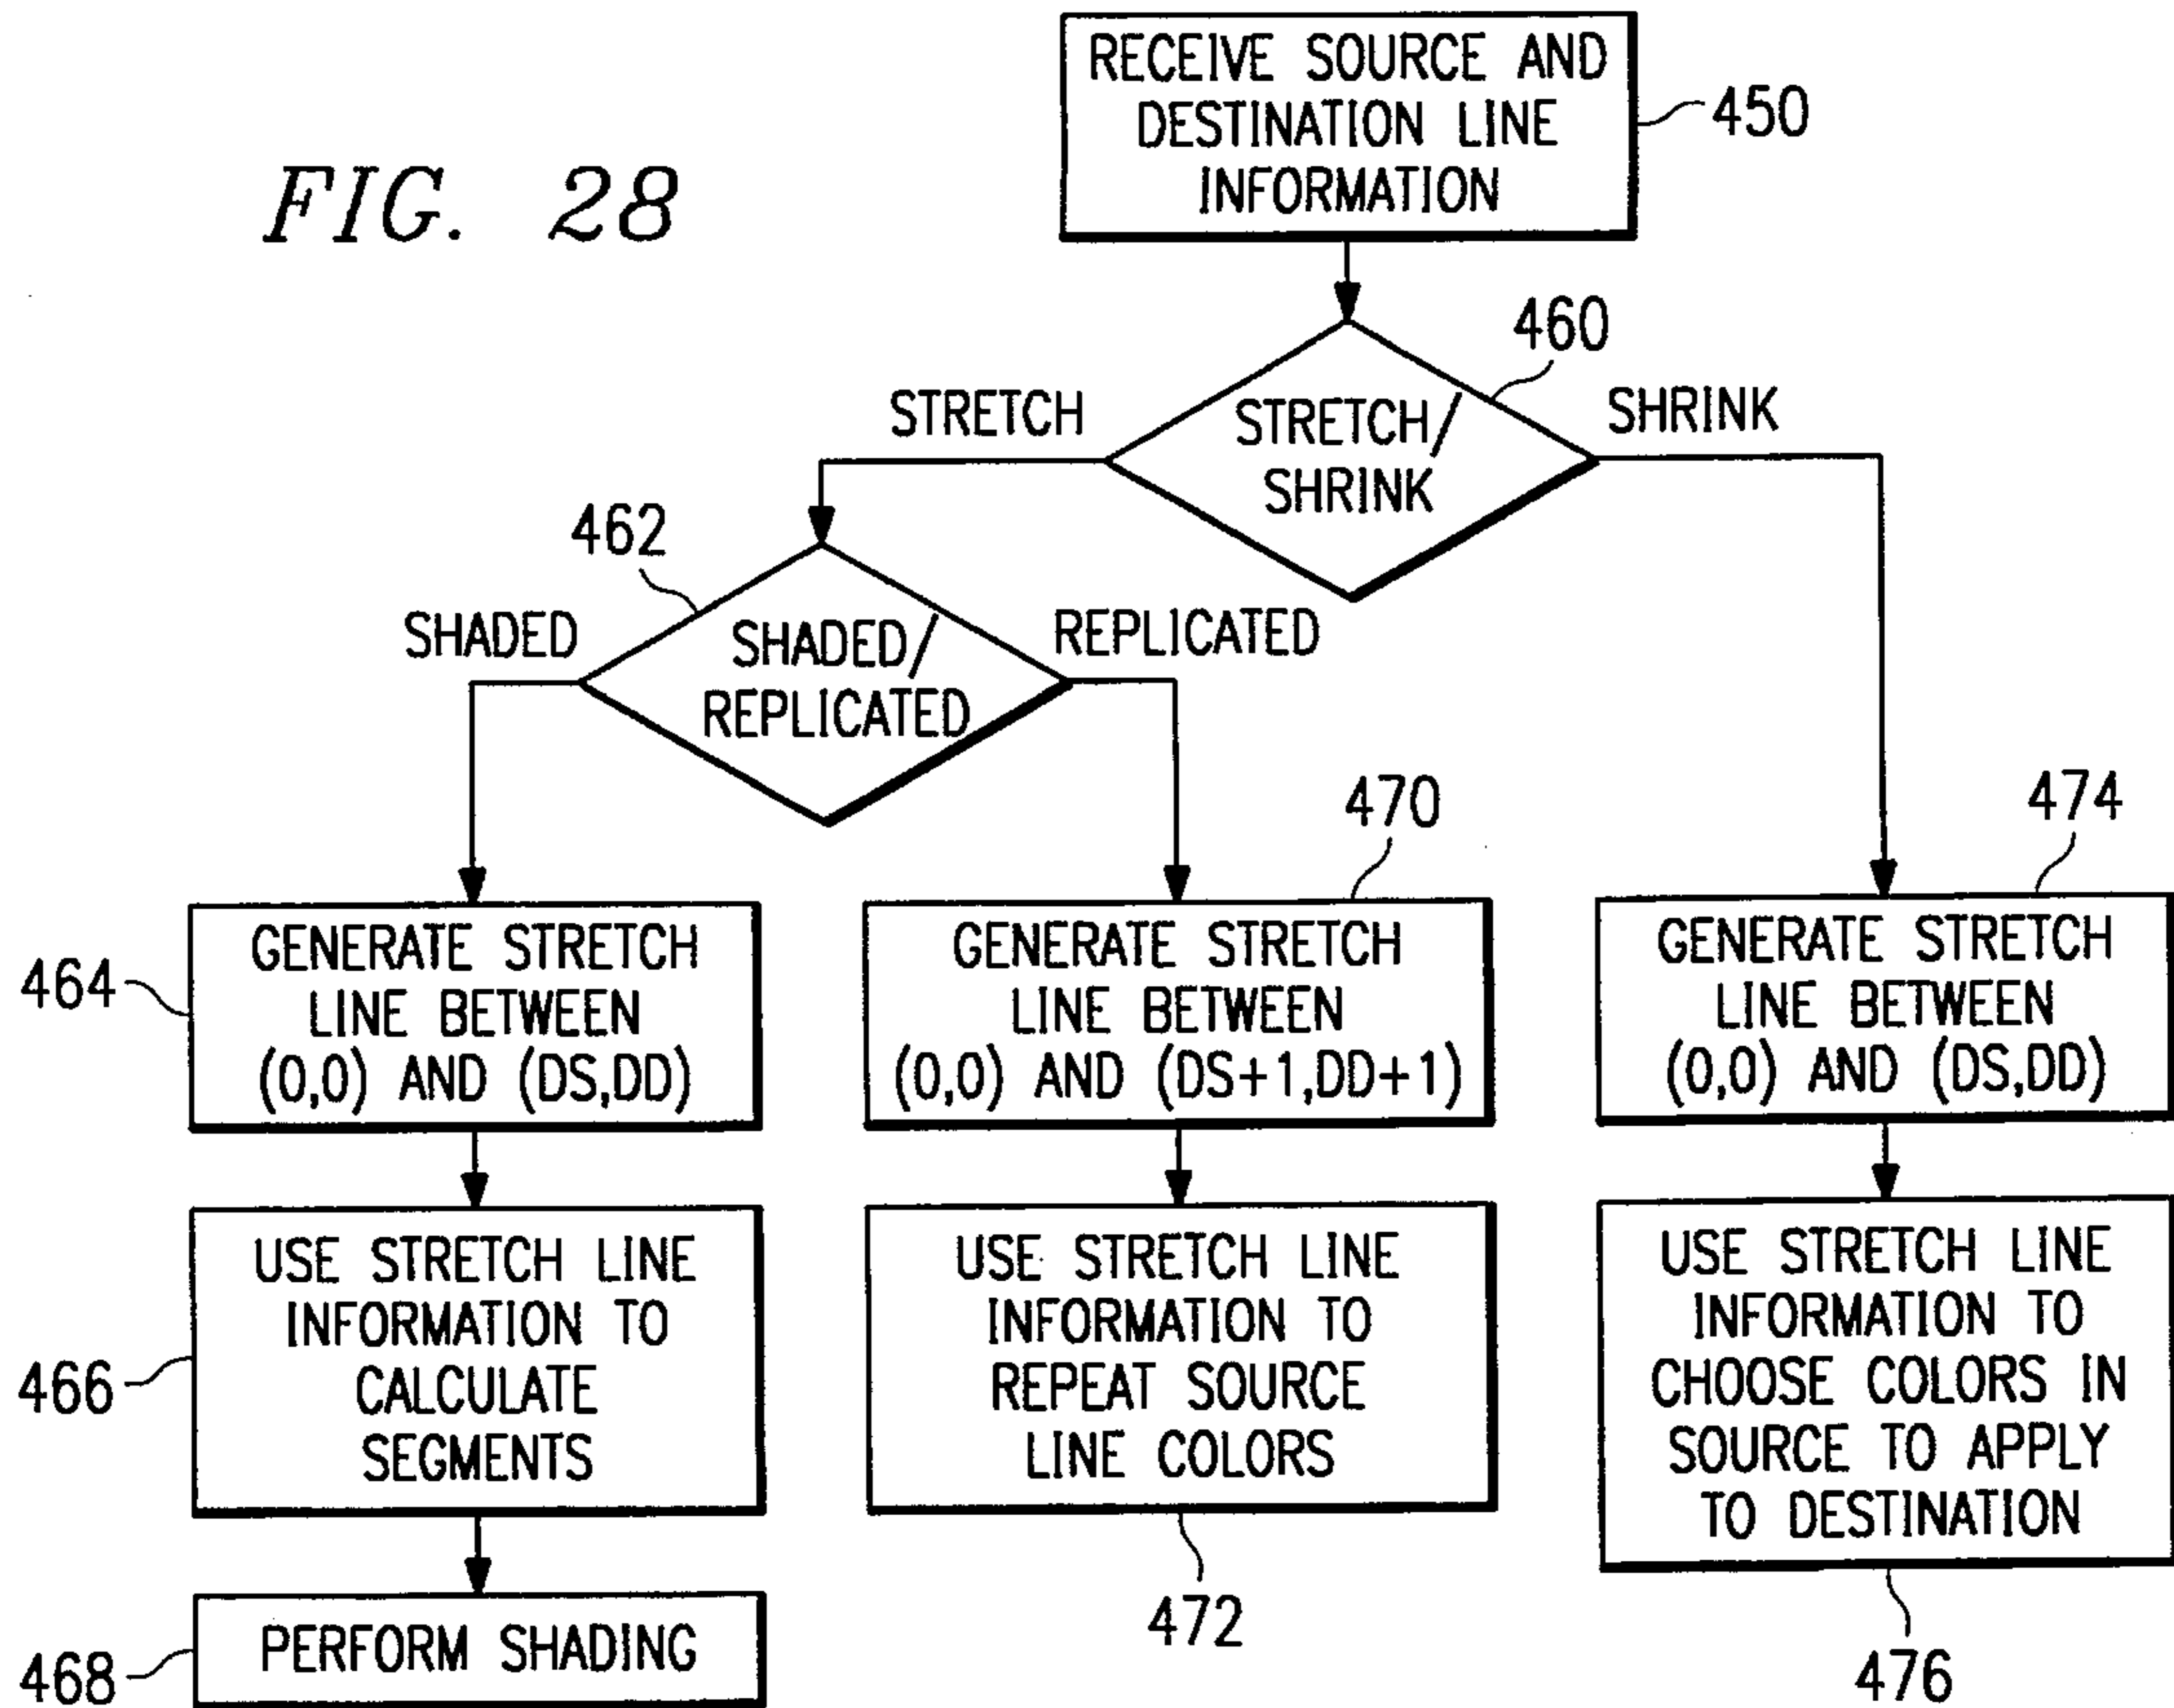 FIG. 28
RECEIVE SOURCE AND
DESTINATION LINE
INFORMATION
450
460
STRETCH
STRETCH/
SHRINK
SHRINK
462
SHADED
SHADED/
REPLICATED
REPLICATED
464
GENERATE STRETCH
LINE BETWEEN
(0,0) AND (DS,DD)
470
GENERATE STRETCH
LINE BETWEEN
(0,0) AND (DS+1,DD+1)
474
GENERATE STRETCH
LINE BETWEEN
(0,0) AND (DS,DD)
466
USE STRETCH LINE
INFORMATION TO
CALCULATE
SEGMENTS
USE STRETCH LINE
INFORMATION TO
REPEAT SOURCE
LINE COLORS
472
USE STRETCH LINE
INFORMATION TO
CHOOSE COLORS IN
SOURCE TO APPLY
TO DESTINATION
476
468
PERFORM SHADING